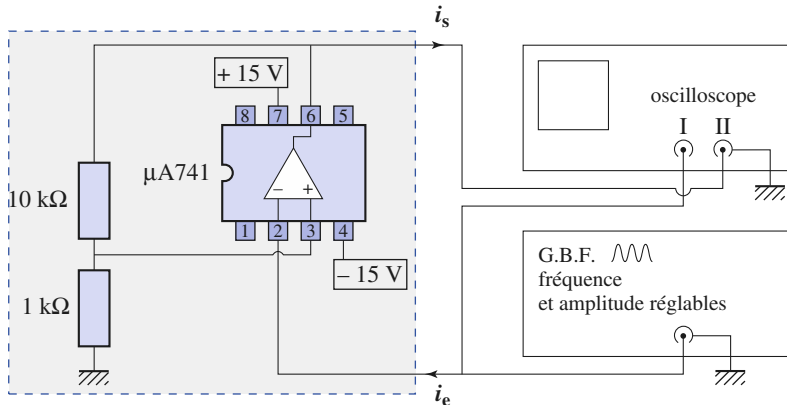 i_s
+ 15 V
8 7 6 5
µA741
− +
1 2 3 4
10 kΩ
− 15 V
1 kΩ
i_e
oscilloscope
I II
G.B.F.
fréquence
et amplitude réglables